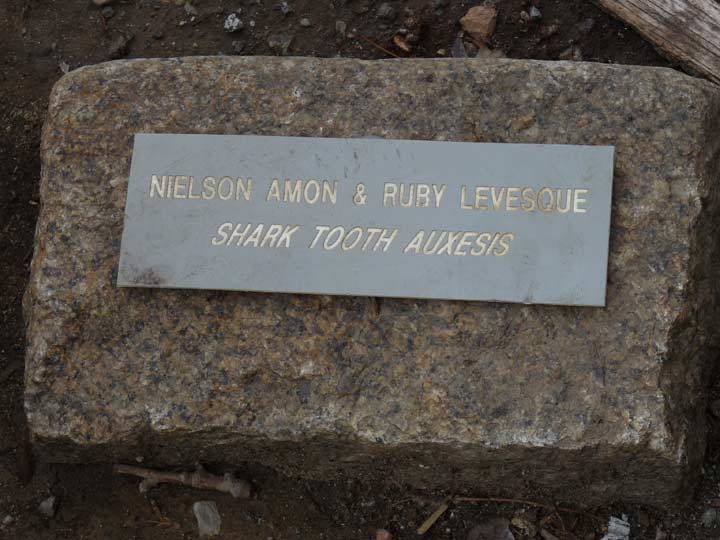 NIELSON AMON & RUBY LEVESQUE
SHARK TOOTH AUXESIS